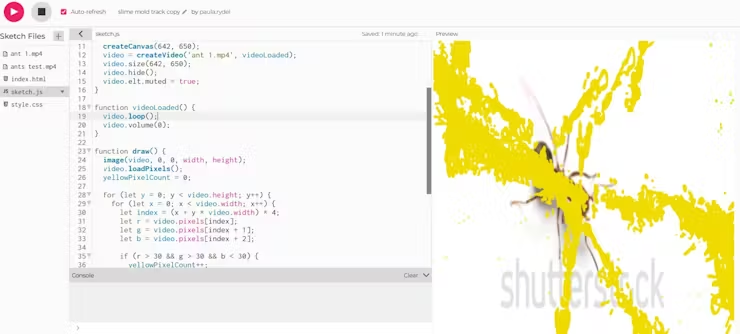 Auto-refresh
slime mold track copy
by paula.rydel
Sketch Files
sketch.js
Saved: 1 minute ago
Preview
ant 1.mp4
ants test.mp4
index.html
sketch.js
style.css
11 createCanvas(642, 650);
12 video = createVideo('ant 1.mp4', videoLoaded);
13 video.size(642, 650);
14 video.hide();
15 video.elt.muted = true;
16 }
17
18 function videoLoaded() {
19 video.loop();
20 video.volume(0);
21 }
22
23 function draw() {
24 image(video, 0, 0, width, height);
25 video.loadPixels();
26 yellowPixelCount = 0;
27
28 for (let y = 0; y < video.height; y++) {
29 for (let x = 0; x < video.width; x++) {
30 let index = (x + y * video.width) * 4;
31 let r = video.pixels[index];
32 let g = video.pixels[index + 1];
33 let b = video.pixels[index + 2];
34
35 if (r > 30 && g > 30 && b < 30) {
36 yellowPixelCount++;
Console
Clear
shutterstock